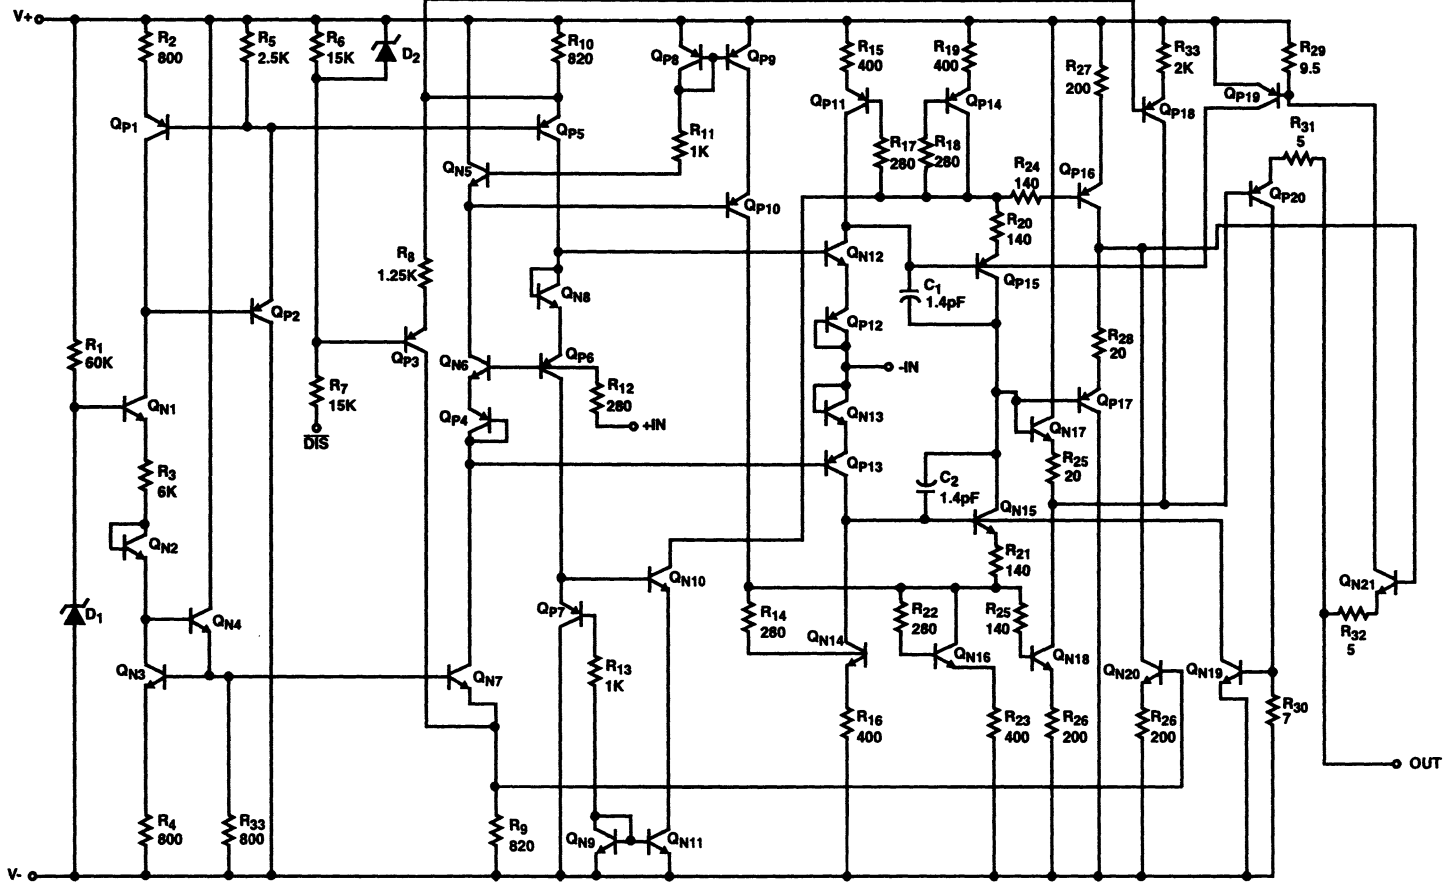 V+
R2
800
R5
2.5K
R6
15K
D2
R10
820
QP8
QP9
R15
400
R19
400
R27
200
R33
2K
R29
9.5
QP1
QP5
R11
1K
QP11
QP14
QP18
QP19
R31
5
R17
280
R18
280
QN5
R24
140
QP16
QP10
QP20
R20
140
R8
1.25K
QN12
QP15
QN8
C1
1.4pF
QP2
QP12
R1
60K
QP3
QN6
QP6
R28
20
-IN
R7
15K
R12
280
QN1
QP4
QN13
QP17
+IN
DIS
QN17
R3
6K
QP13
R25
20
C2
1.4pF
QN15
QN2
R21
140
QN10
QN21
D1
QP7
R14
280
R22
280
R25
140
QN4
R32
5
QN14
QN16
QN18
QN3
QN7
R13
1K
QN20
QN19
R16
400
R23
400
R26
200
R26
200
R30
7
OUT
R4
800
R33
800
R9
820
QN9
QN11
V-